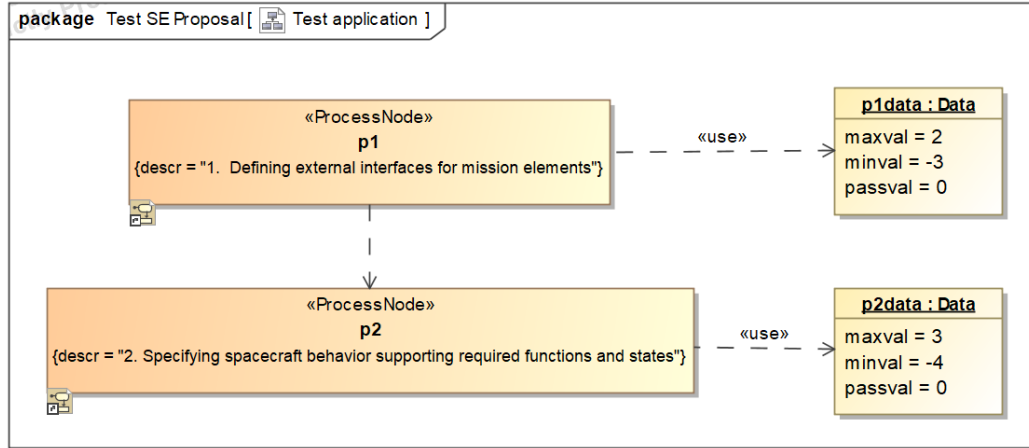 package Test SE Proposal [ Test application ]
«ProcessNode»
p1
{descr = "1. Defining external interfaces for mission elements"}
«use»
p1data : Data
maxval = 2
minval = -3
passval = 0
«ProcessNode»
p2
{descr = "2. Specifying spacecraft behavior supporting required functions and states"}
«use»
p2data : Data
maxval = 3
minval = -4
passval = 0